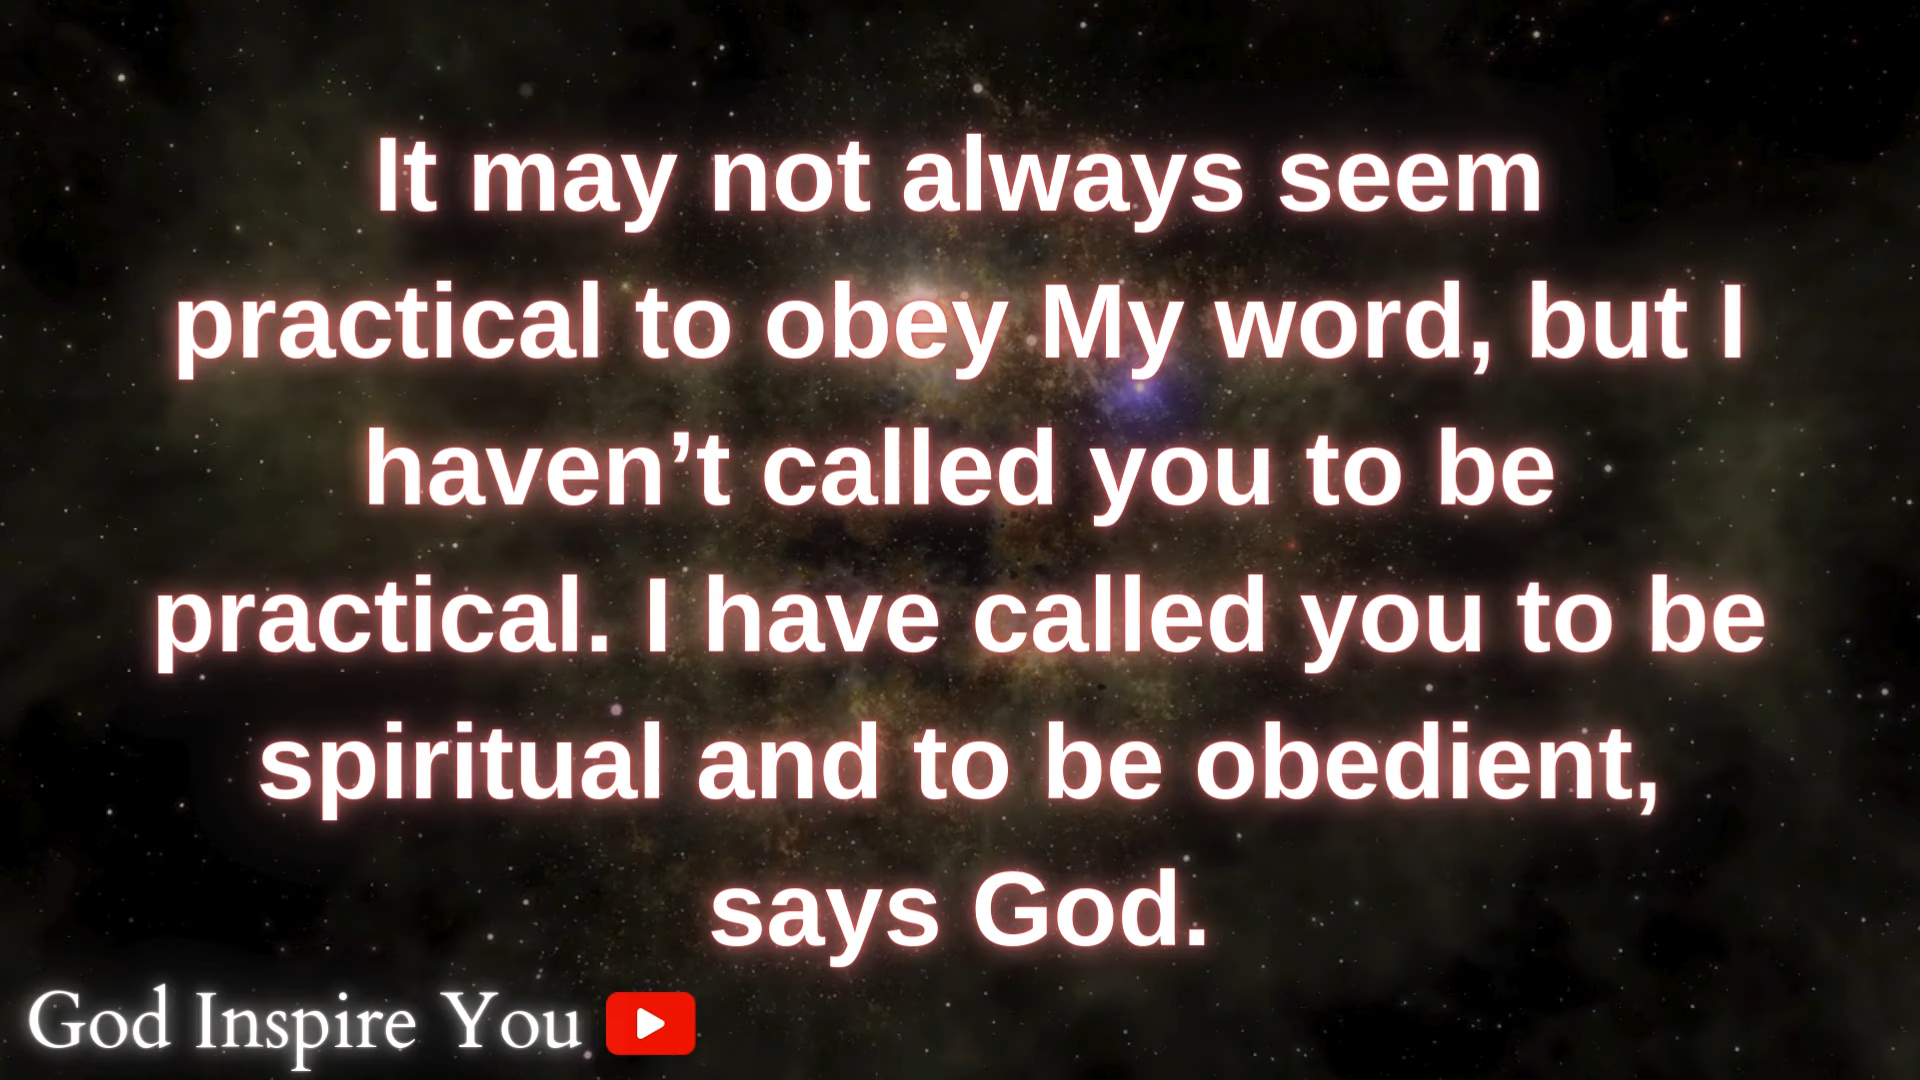 It may not always seem
practical to obey My word, but I
haven’t called you to be
practical. I have called you to be
spiritual and to be obedient,
says God.
God Inspire You